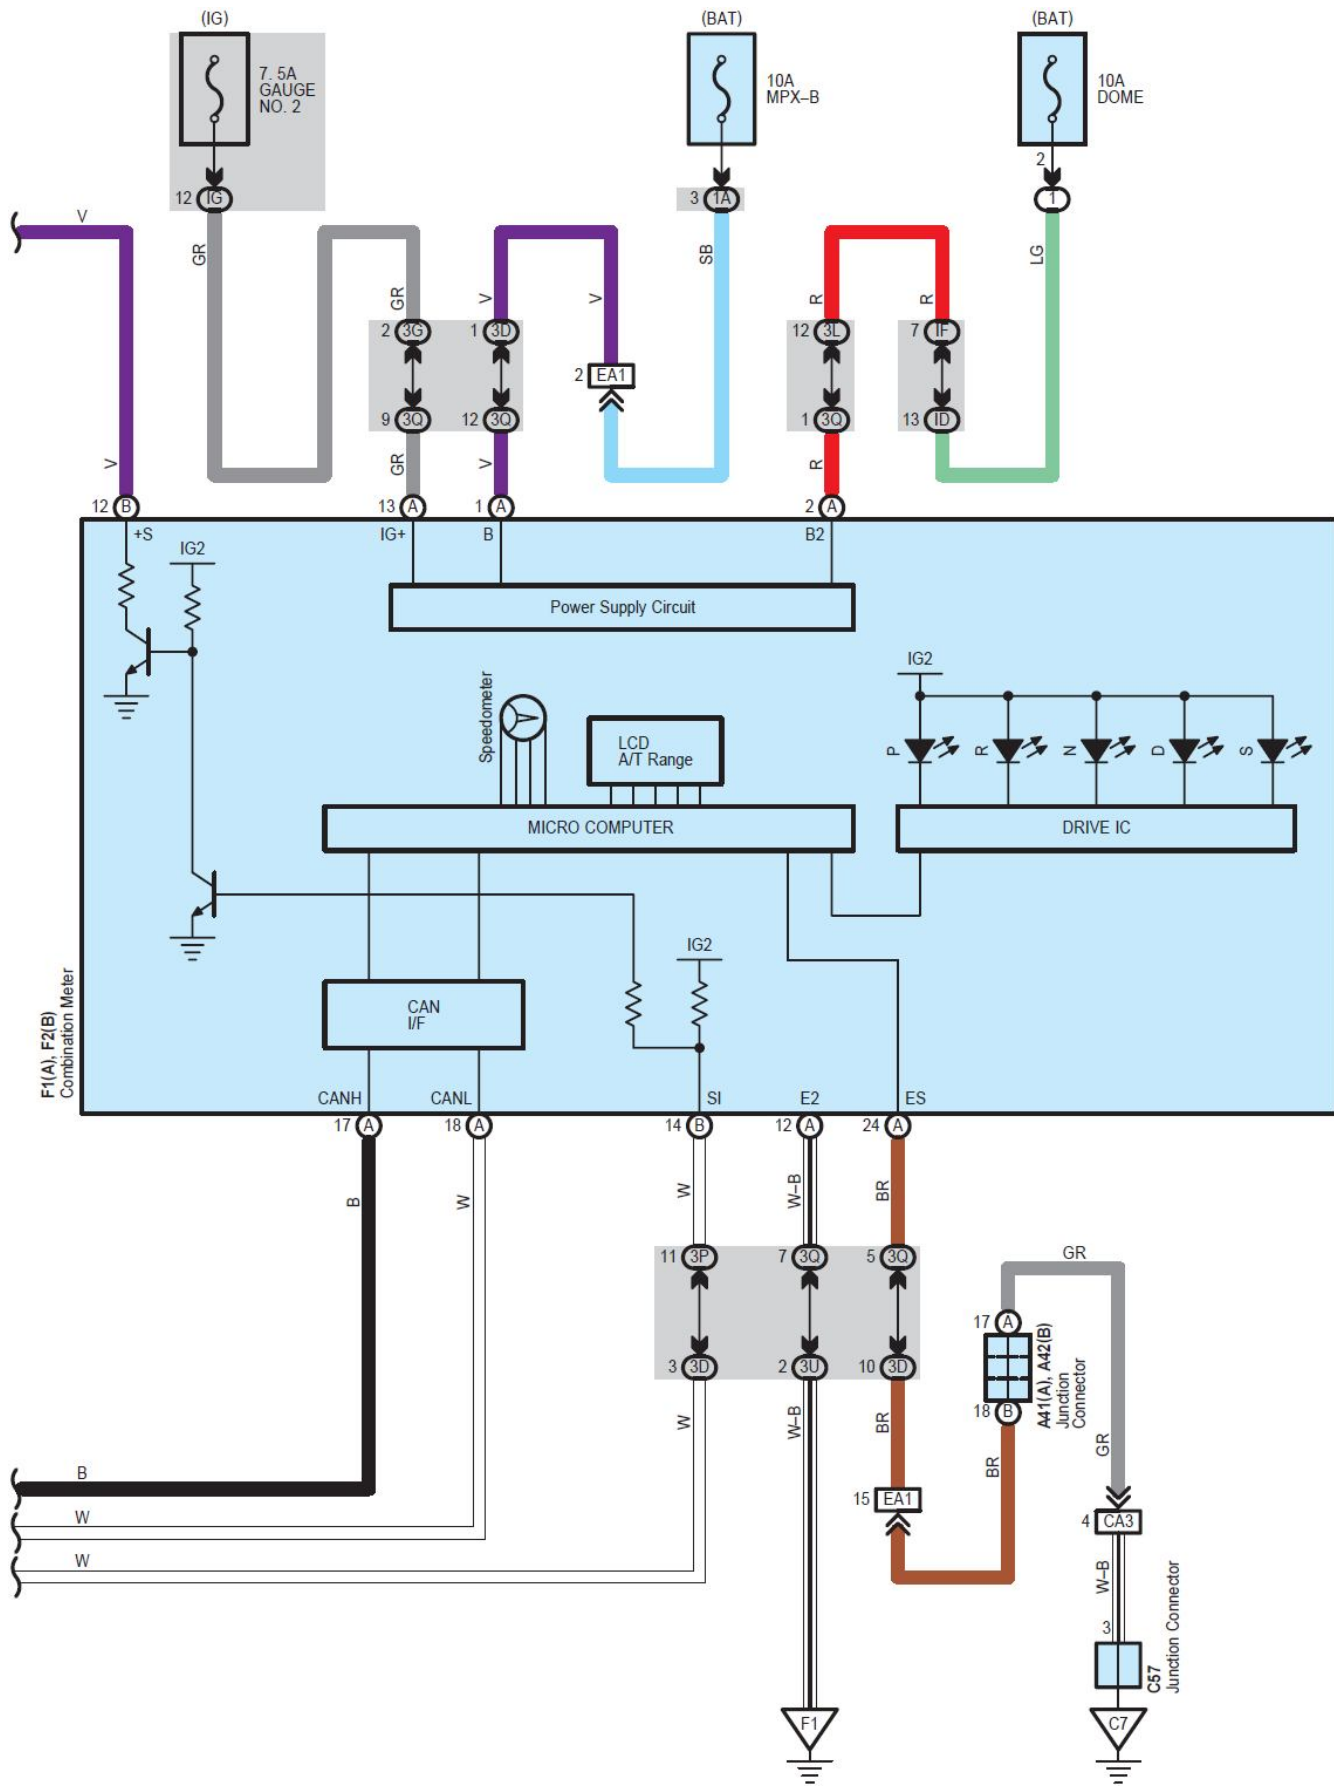 (IG)
(BAT)
(BAT)
7. 5A
GAUGE
NO. 2
10A
MPX–B
10A
DOME
2
12 IG
3 1A
1
V
GR
SB
LG
GR
V
V
R
R
2 3G
1 3D
12 3L
7 IF
2 EA1
9 3Q
12 3Q
1 3Q
13 ID
V
GR
V
R
12 B
13 A
1 A
2 A
+S
IG+
B
B2
IG2
Power Supply Circuit
IG2
Speedometer
LCD
A/T Range
P
R
N
D
S
MICRO COMPUTER
DRIVE IC
IG2
F1(A), F2(B)
Combination Meter
CAN
I/F
CANH
CANL
SI
E2
ES
17 A
18 A
14 B
12 A
24 A
B
W
W
W–B
BR
11 3P
7 3Q
5 3Q
GR
17 A
3 3D
2 3U
10 3D
A41(A), A42(B)
Junction
Connector
18 B
W
W–B
BR
BR
GR
B
15 EA1
4 CA3
W
W
W–B
3
C57
Junction Connector
F1
C7